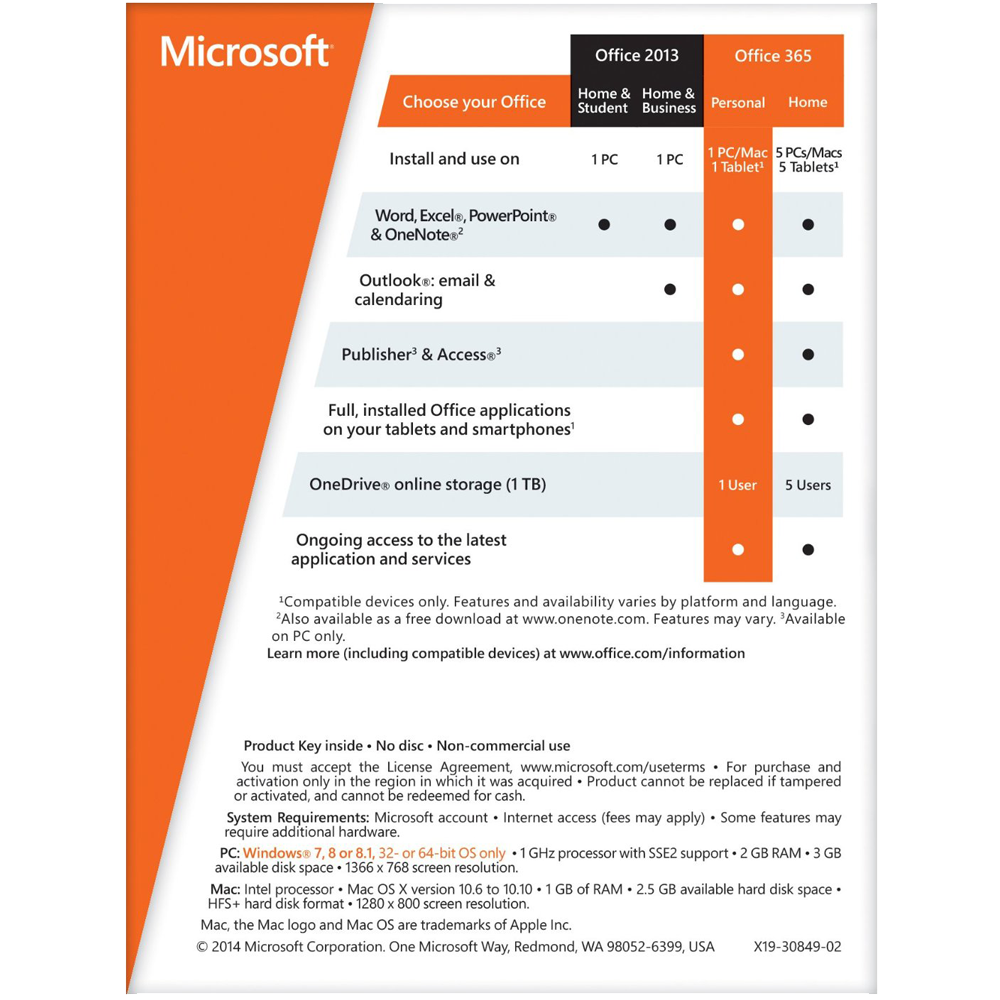 Microsoft®
Office 2013 Office 365
Choose your Office Home & Student Home & Business Personal Home
Install and use on 1 PC 1 PC 1 PC/Mac 1 Tablet¹ 5 PCs/Macs 5 Tablets¹
Word, Excel®, PowerPoint®
& OneNote®² ● ● ● ●
Outlook®: email &
calendaring ● ● ●
Publisher³ & Access®³ ● ●
Full, installed Office applications
on your tablets and smartphones¹ ● ●
OneDrive® online storage (1 TB) 1 User 5 Users
Ongoing access to the latest
application and services ● ●
¹Compatible devices only. Features and availability varies by platform and language.
²Also available as a free download at www.onenote.com. Features may vary. ³Available
on PC only.
Learn more (including compatible devices) at www.office.com/information
Product Key inside • No disc • Non-commercial use
You must accept the License Agreement, www.microsoft.com/useterms • For purchase and
activation only in the region in which it was acquired • Product cannot be replaced if tampered
or activated, and cannot be redeemed for cash.
System Requirements: Microsoft account • Internet access (fees may apply) • Some features may
require additional hardware.
PC: Windows® 7, 8 or 8.1, 32- or 64-bit OS only • 1 GHz processor with SSE2 support • 2 GB RAM • 3 GB
available disk space • 1366 x 768 screen resolution.
Mac: Intel processor • Mac OS X version 10.6 to 10.10 • 1 GB of RAM • 2.5 GB available hard disk space •
HFS+ hard disk format • 1280 x 800 screen resolution.
Mac, the Mac logo and Mac OS are trademarks of Apple Inc.
© 2014 Microsoft Corporation. One Microsoft Way, Redmond, WA 98052-6399, USA X19-30849-02